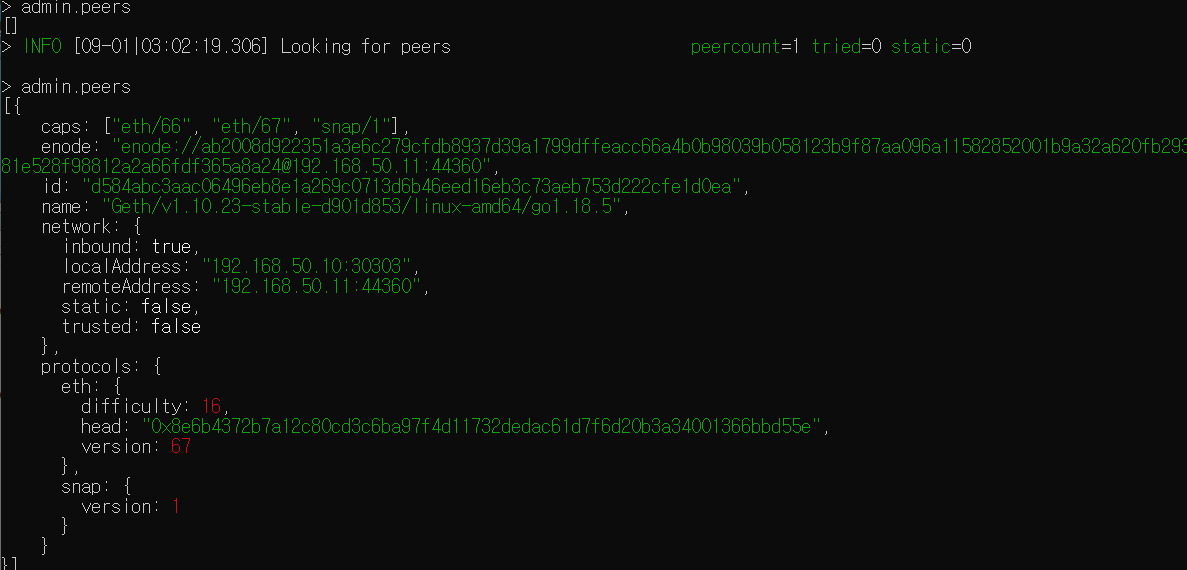 > admin.peers
[]
> INFO [09-01|03:02:19.306] Looking for peers                        peercount=1 tried=0 static=0
> admin.peers
[{
    caps: ["eth/66", "eth/67", "snap/1"],
    enode: "enode://ab2008d922351a3e6c279cfdb8937d39a1799dffeacc66a4b0b98039b058123b9f87aa096a11582852001b9a32a620fb293
81e528f98812a2a66fdf365a8a24@192.168.50.11:44360",
    id: "d584abc3aac06496eb8e1a269c0713d6b46eed16eb3c73aeb753d222cfe1d0ea",
    name: "Geth/v1.10.23-stable-d901d853/linux-amd64/go1.18.5",
    network: {
      inbound: true,
      localAddress: "192.168.50.10:30303",
      remoteAddress: "192.168.50.11:44360",
      static: false,
      trusted: false
    },
    protocols: {
      eth: {
        difficulty: 16,
        head: "0x8e6b4372b7a12c80cd3c6ba97f4d11732dedac61d7f6d20b3a34001366bbd55e",
        version: 67
      },
      snap: {
        version: 1
      }
    }
}]